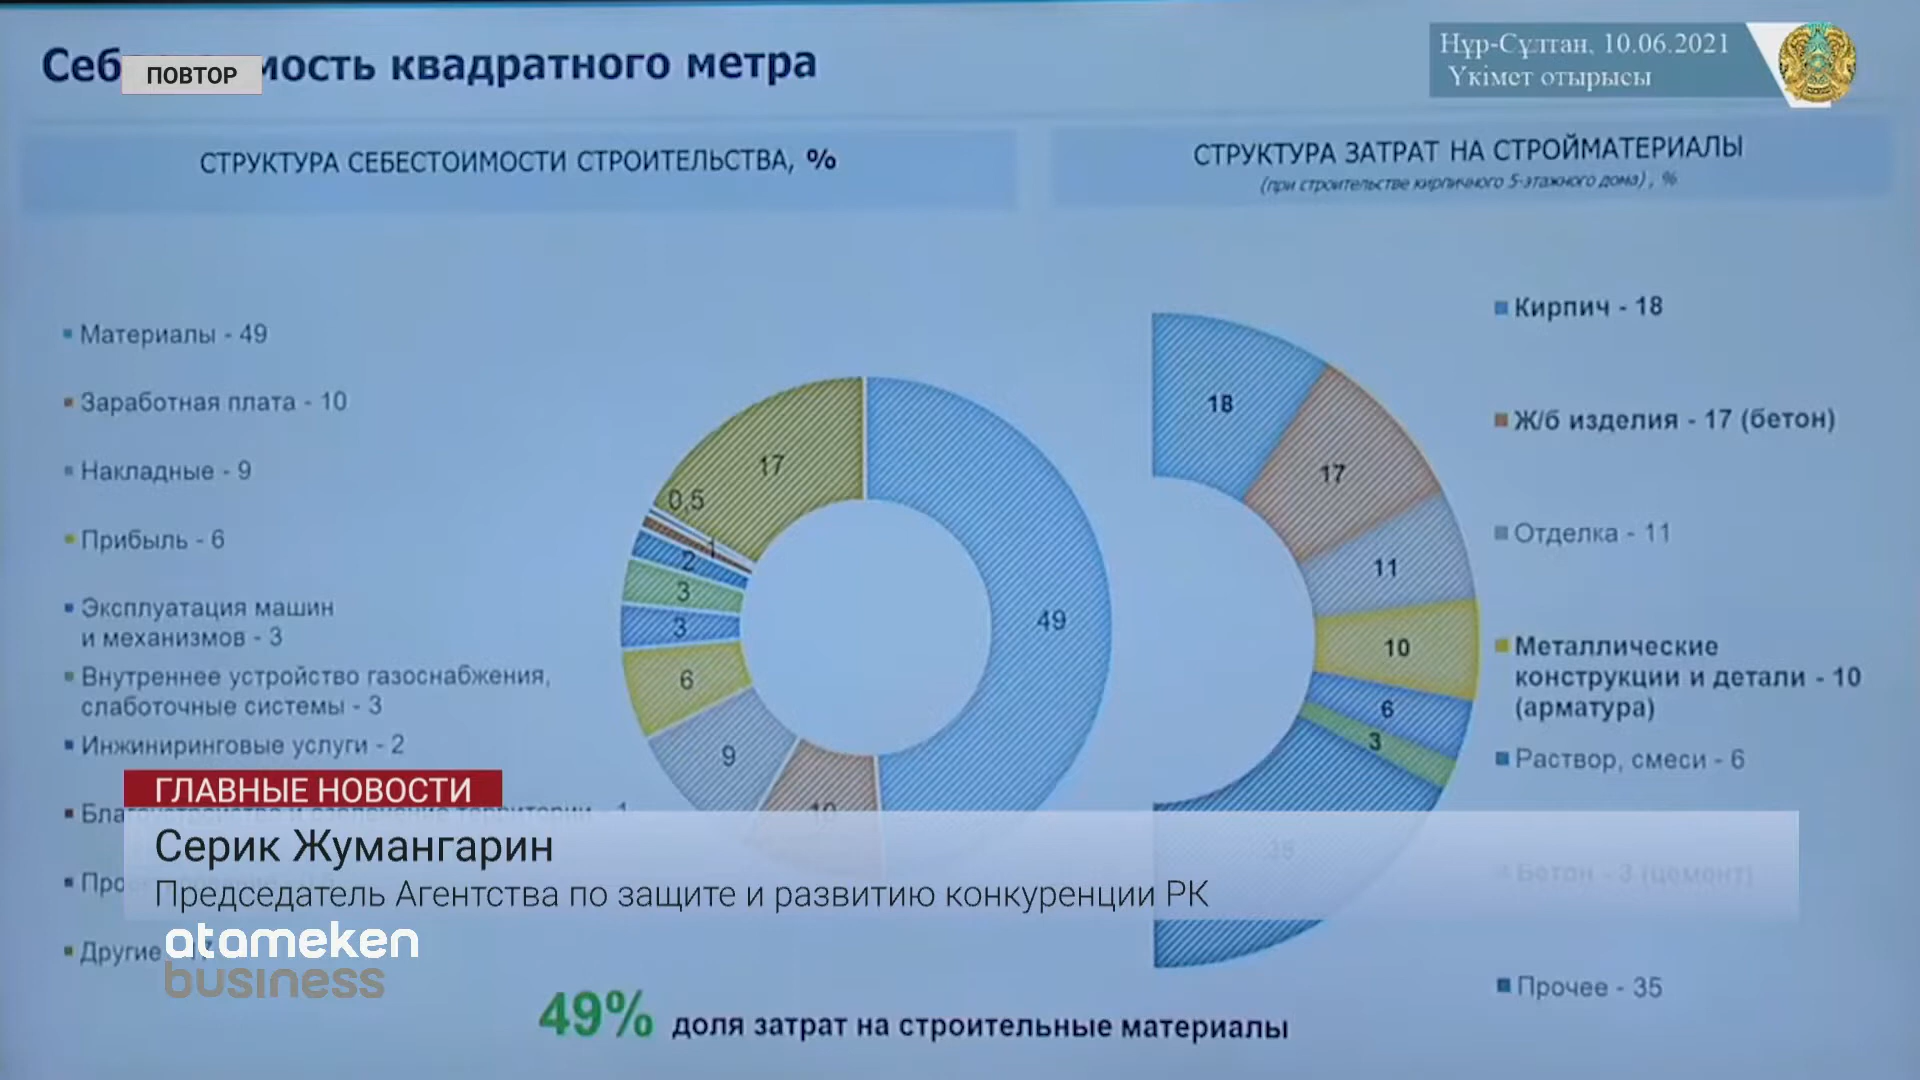 Себ мость квадратного метра
ПОВТОР
Нұр-Сұлтан, 10.06.2021
Үкімет отырысы
СТРУКТУРА СЕБЕСТОИМОСТИ СТРОИТЕЛЬСТВА, %
СТРУКТУРА ЗАТРАТ НА СТРОЙМАТЕРИАЛЫ
(при строительстве кирпичного 5-этажного дома) , %
Материалы - 49
Заработная плата - 10
Накладные - 9
Прибыль - 6
Эксплуатация машин
и механизмов - 3
Внутреннее устройство газоснабжения,
слаботочные системы - 3
Инжиниринговые услуги - 2
Другие
17
0,5
1
2
3
3
6
9
10
49
18
17
11
10
6
3
Кирпич - 18
Ж/б изделия - 17 (бетон)
Отделка - 11
Металлические
конструкции и детали - 10
(арматура)
Раствор, смеси - 6
Бетон - 3 (цемент)
Прочее - 35
ГЛАВНЫЕ НОВОСТИ
Серик Жумангарин
Председатель Агентства по защите и развитию конкуренции РК
atameken
business
49% доля затрат на строительные материалы